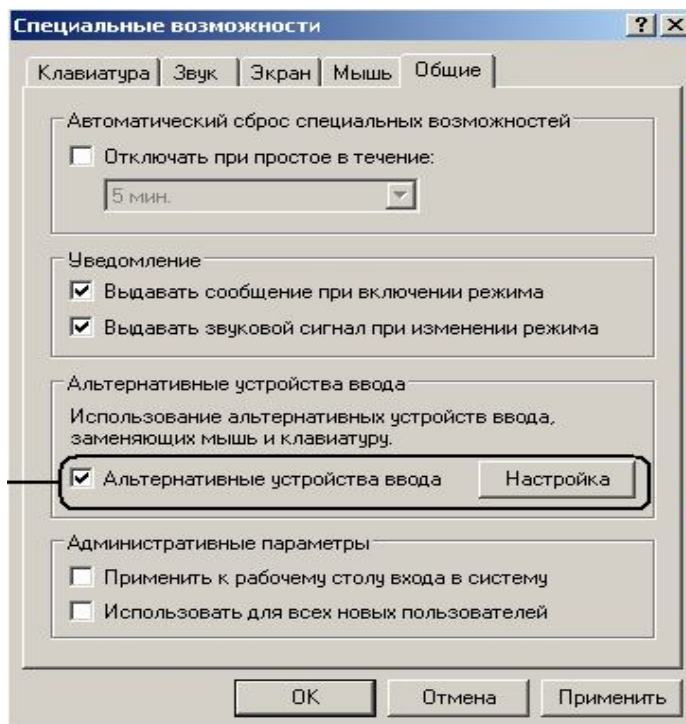 Специальные возможности
Клавиатура Звук Экран Мышь Общие
Автоматический сброс специальных возможностей
Отключать при простое в течение:
5 мин.
Уведомление
Выдавать сообщение при включении режима
Выдавать звуковой сигнал при изменении режима
Альтернативные устройства ввода
Использование альтернативных устройств ввода,
заменяющих мышь и клавиатуру.
Альтернативные устройства ввода Настройка
Административные параметры
Применить к рабочему столу входа в систему
Использовать для всех новых пользователей
ОК Отмена Применить